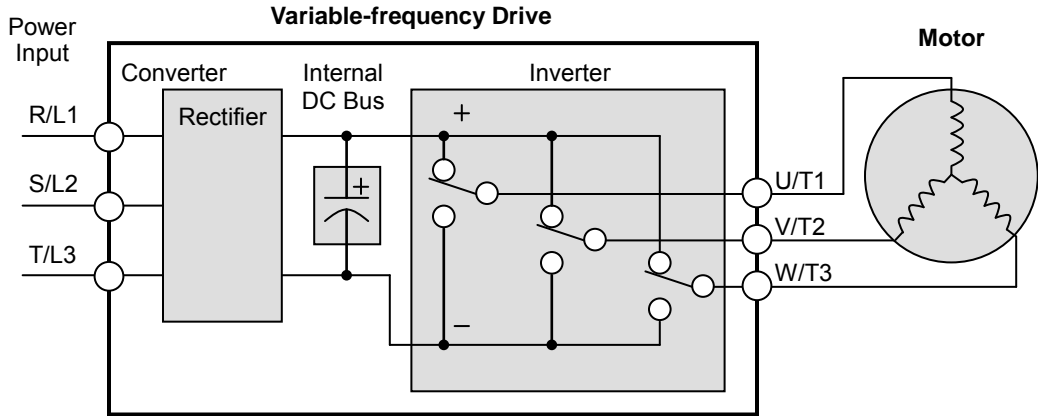 Variable-frequency Drive
Power
Input
Motor
Converter
Internal
DC Bus
Inverter
R/L1
Rectifier
+
+
S/L2
U/T1
V/T2
T/L3
W/T3
−